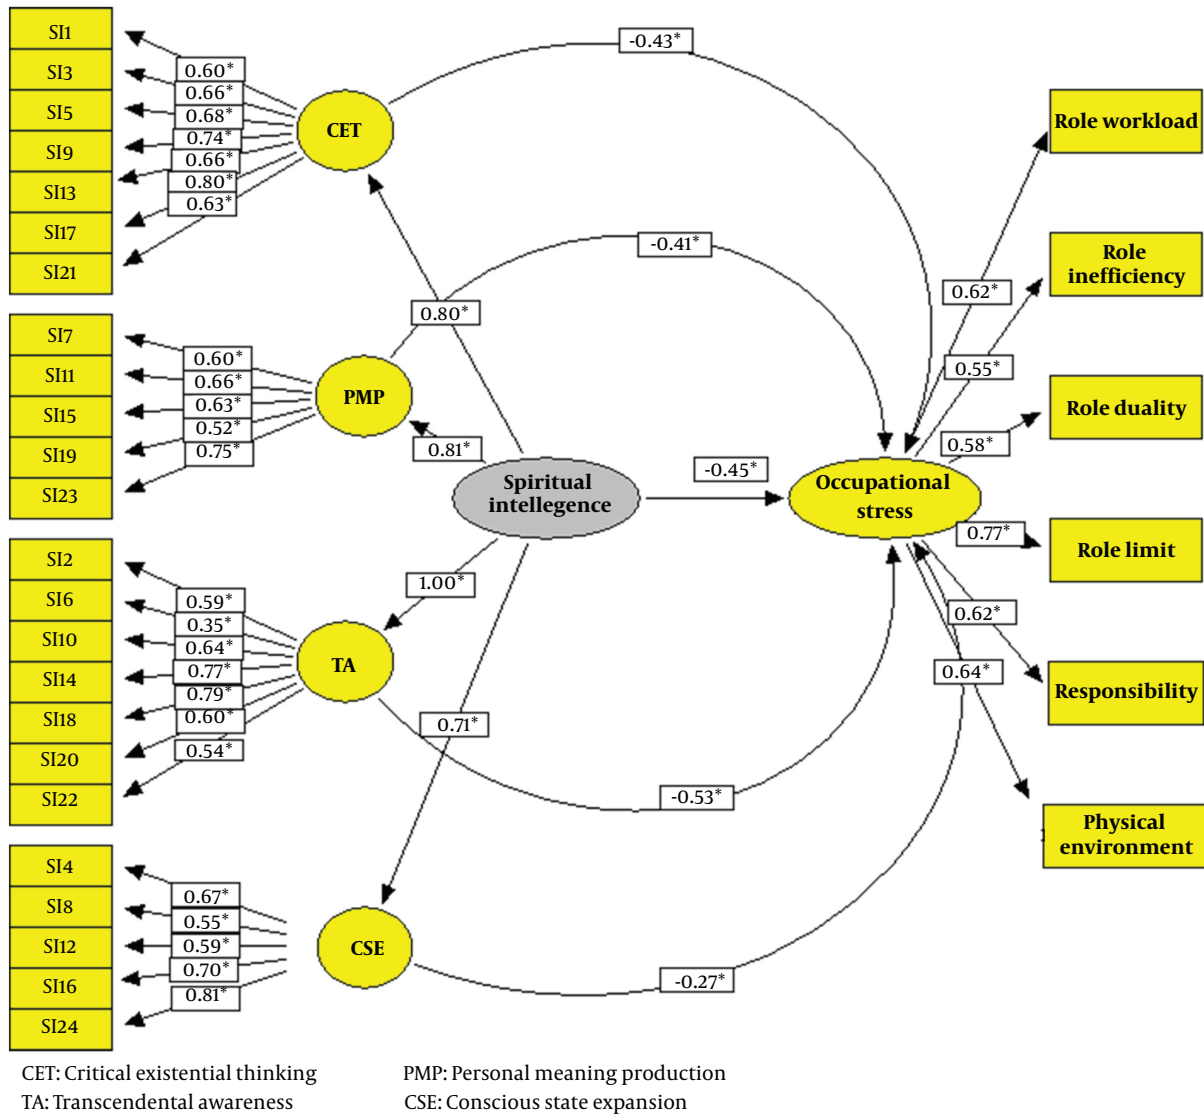 SI1
SI3
SI5
SI9
SI13
SI17
SI21
0.60*
0.66*
0.68*
0.74*
0.66*
0.80*
0.63*
CET
-0.43*
SI7
SI11
SI15
SI19
SI23
0.60*
0.66*
0.63*
0.52*
0.75*
PMP
-0.41*
0.80*
0.81*
Spiritual
intellegence
-0.45*
Occupational
stress
1.00*
0.71*
SI2
SI6
SI10
SI14
SI18
SI20
SI22
0.59*
0.35*
0.64*
0.77*
0.79*
0.60*
0.54*
TA
-0.53*
SI4
SI8
SI12
SI16
SI24
0.67*
0.55*
0.59*
0.70*
0.81*
CSE
-0.27*
0.62*
0.55*
0.58*
0.77*
0.62*
0.64*
Role workload
Role
inefficiency
Role duality
Role limit
Responsibility
Physical
environment
CET: Critical existential thinking
PMP: Personal meaning production
TA: Transcendental awareness
CSE: Conscious state expansion